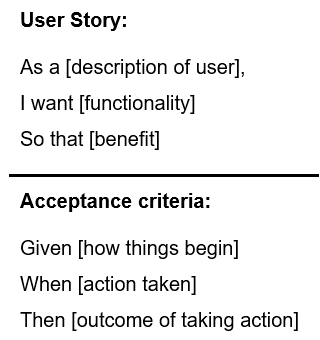 User Story:
As a [description of user],
I want [functionality]
So that [benefit]
Acceptance criteria:
Given [how things begin]
When [action taken]
Then [outcome of taking action]